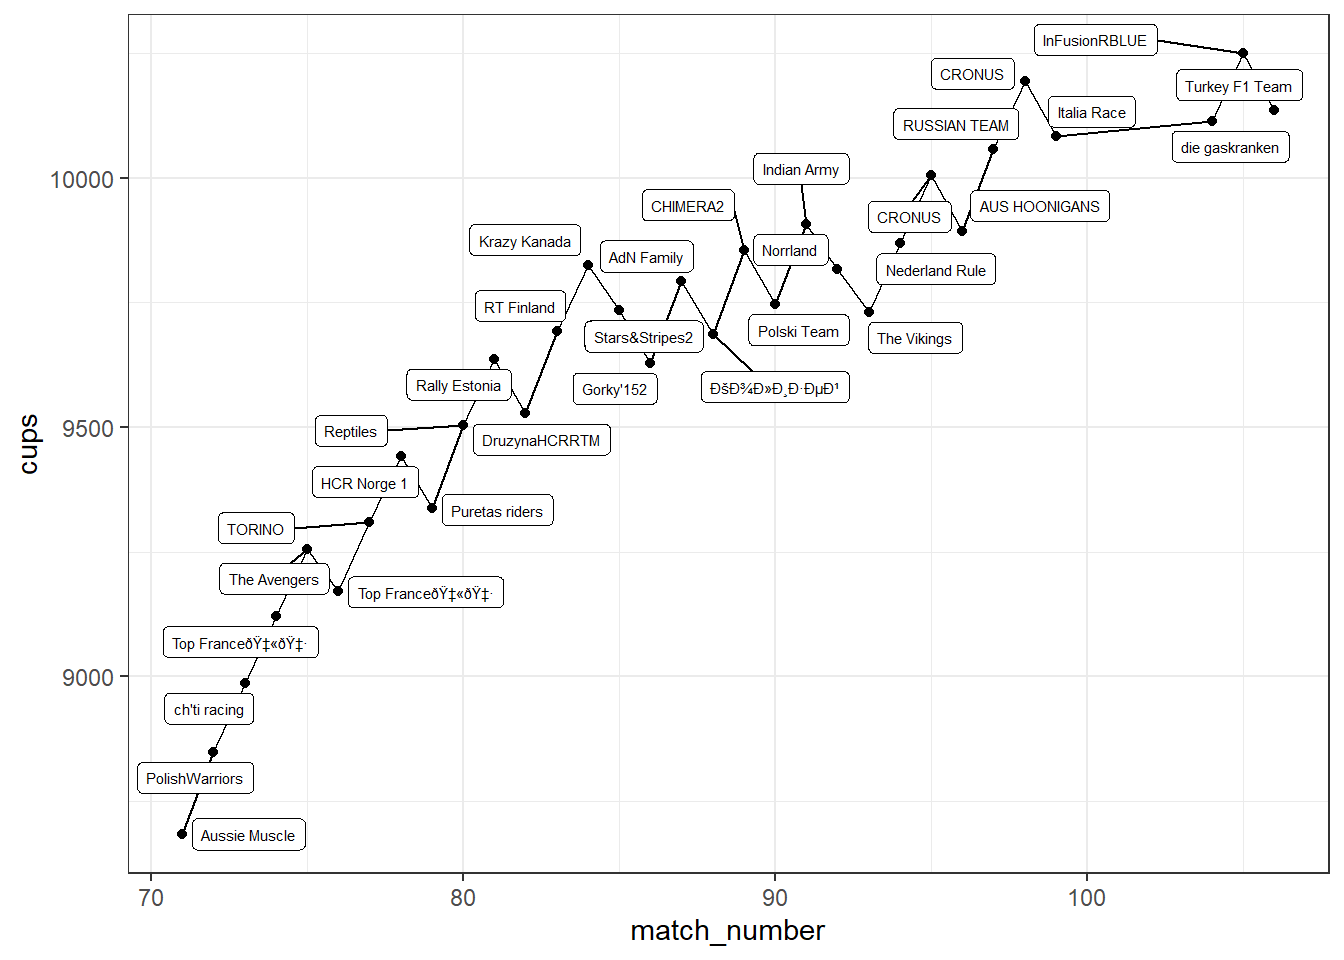 InFusionRBLUE
CRONUS
Turkey F1 Team
Italia Race
RUSSIAN TEAM
die gaskranken
Indian Army
10000
CHIMERA2
AUS HOONIGANS
CRONUS
Krazy Kanada
Norrland
AdN Family
Nederland Rule
RT Finland
Polski Team
Stars&Stripes2
The Vikings
Rally Estonia
Gorky'152
ÐšÐ¾Ð»Ð¸Ð·ÐµÐ¹
9500
Reptiles
DruzynaHCRRTM
cups
HCR Norge 1
Puretas riders
TORINO
The Avengers
Top FranceðŸ‡«ðŸ‡·
Top FranceðŸ‡«ðŸ‡·
9000
ch'ti racing
PolishWarriors
Aussie Muscle
70
80
90
100
match_number